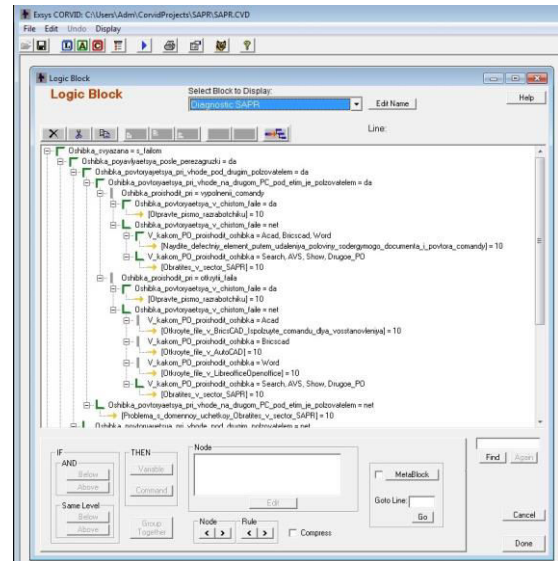 Exsys CORVID: C:\Users\Adm\CorvidProjects\SAPR\SAPR.CVD
File Edit Undo Display
L A C ?
Logic Block
Logic Block
Select Block to Display:
Diagnostic SAPR
Edit Name
Help
Line:
Oshibka_svyazana = s_failom
Oshibka_poyavlyaetsya_posle_perezagruzki = da
Oshibka_povtoryaetsya_pri_vhode_pod_drugim_polzovatelem = da
Oshibka_povtoryaetsya_pri_vhode_na_drugom_PC_pod_etim_je_polzovatelem = da
Oshibka_proishodit_pri = vypolnenii_comandy
Oshibka_povtoryaetsya_v_chistom_faile = da
[Otpravte_pismo_razrabotchiku] = 10
Oshibka_povtoryaetsya_v_chistom_faile = net
V_kakom_PO_proishodit_oshibka = Acad, Bricscad, Word
[Naydite_defectniy_element_putem_udaleniya_poloviny_sodergymogo_documenta_i_povtora_comandy] = 10
V_kakom_PO_proishodit_oshibka = Search, AVS, Show, Drugoe_PO
[Obratites_v_sector_SAPR] = 10
Oshibka_proishodit_pri = otkrytii_faila
Oshibka_povtoryaetsya_v_chistom_faile = da
[Otpravte_pismo_razrabotchiku] = 10
Oshibka_povtoryaetsya_v_chistom_faile = net
V_kakom_PO_proishodit_oshibka = Acad
[Otkroyte_file_v_BricsCAD_Ispolzuyte_comandu_dlya_vosstanovleniya] = 10
V_kakom_PO_proishodit_oshibka = Bricscad
[Otkroyte_file_v_AutoCAD] = 10
V_kakom_PO_proishodit_oshibka = Word
[Otkroyte_file_v_LibreofficeOpenoffice] = 10
V_kakom_PO_proishodit_oshibka = Search, AVS, Show, Drugoe_PO
[Obratites_v_sector_SAPR] = 10
Oshibka_povtoryaetsya_pri_vhode_na_drugom_PC_pod_etim_je_polzovatelem = net
[Problema_s_domennoy_uchetkoy_Obratites_v_sector_SAPR] = 10
Oshibka_povtoryaetsya_pri_vhode_pod_drugim_polzovatelem = net
IF
AND
Below
Above
Same Level
Below
Above
THEN
Variable
Command
Group Together
Node
Edit
Node
< >
Rule
< >
Compress
MetaBlock
Goto Line:
Go
Find Again
Cancel
Done